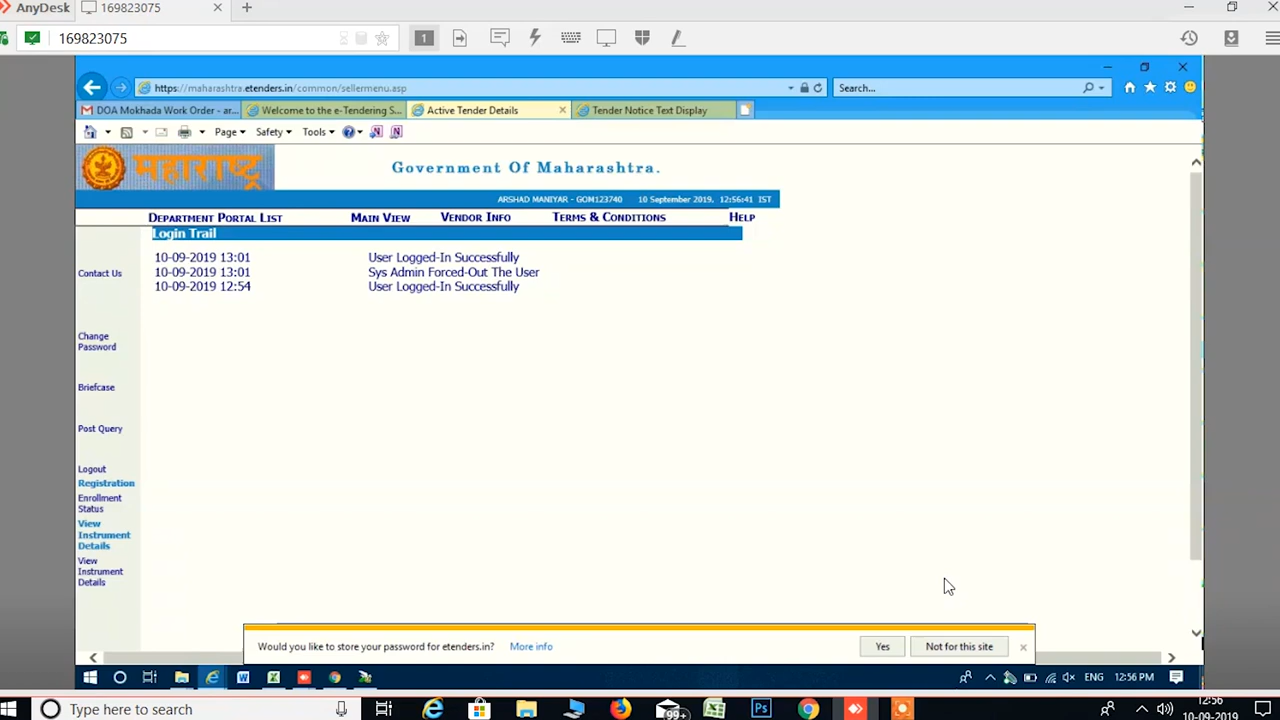 AnyDesk
169823075
169823075
1
https://maharashtra.etenders.in/common/sellermenu.asp
Search...
DOA Mokhada Work Order - ar...
Welcome to the e-Tendering S...
Active Tender Details
Tender Notice Text Display
Page
Safety
Tools
महाराष्ट्र
Government Of Maharashtra.
ARSHAD MANIYAR - GOM123740 10 September 2019, 12:56:41 IST
DEPARTMENT PORTAL LIST MAIN VIEW VENDOR INFO TERMS & CONDITIONS HELP
Login Trail
10-09-2019 13:01 User Logged-In Successfully
10-09-2019 13:01 Sys Admin Forced-Out The User
10-09-2019 12:54 User Logged-In Successfully
Contact Us
Change
Password
Briefcase
Post Query
Logout
Registration
Enrollment
Status
View
Instrument
Details
View
Instrument
Details
Would you like to store your password for etenders.in? More info Yes Not for this site
ENG 12:56 PM
Type here to search
99+
12:56
10-09-2019